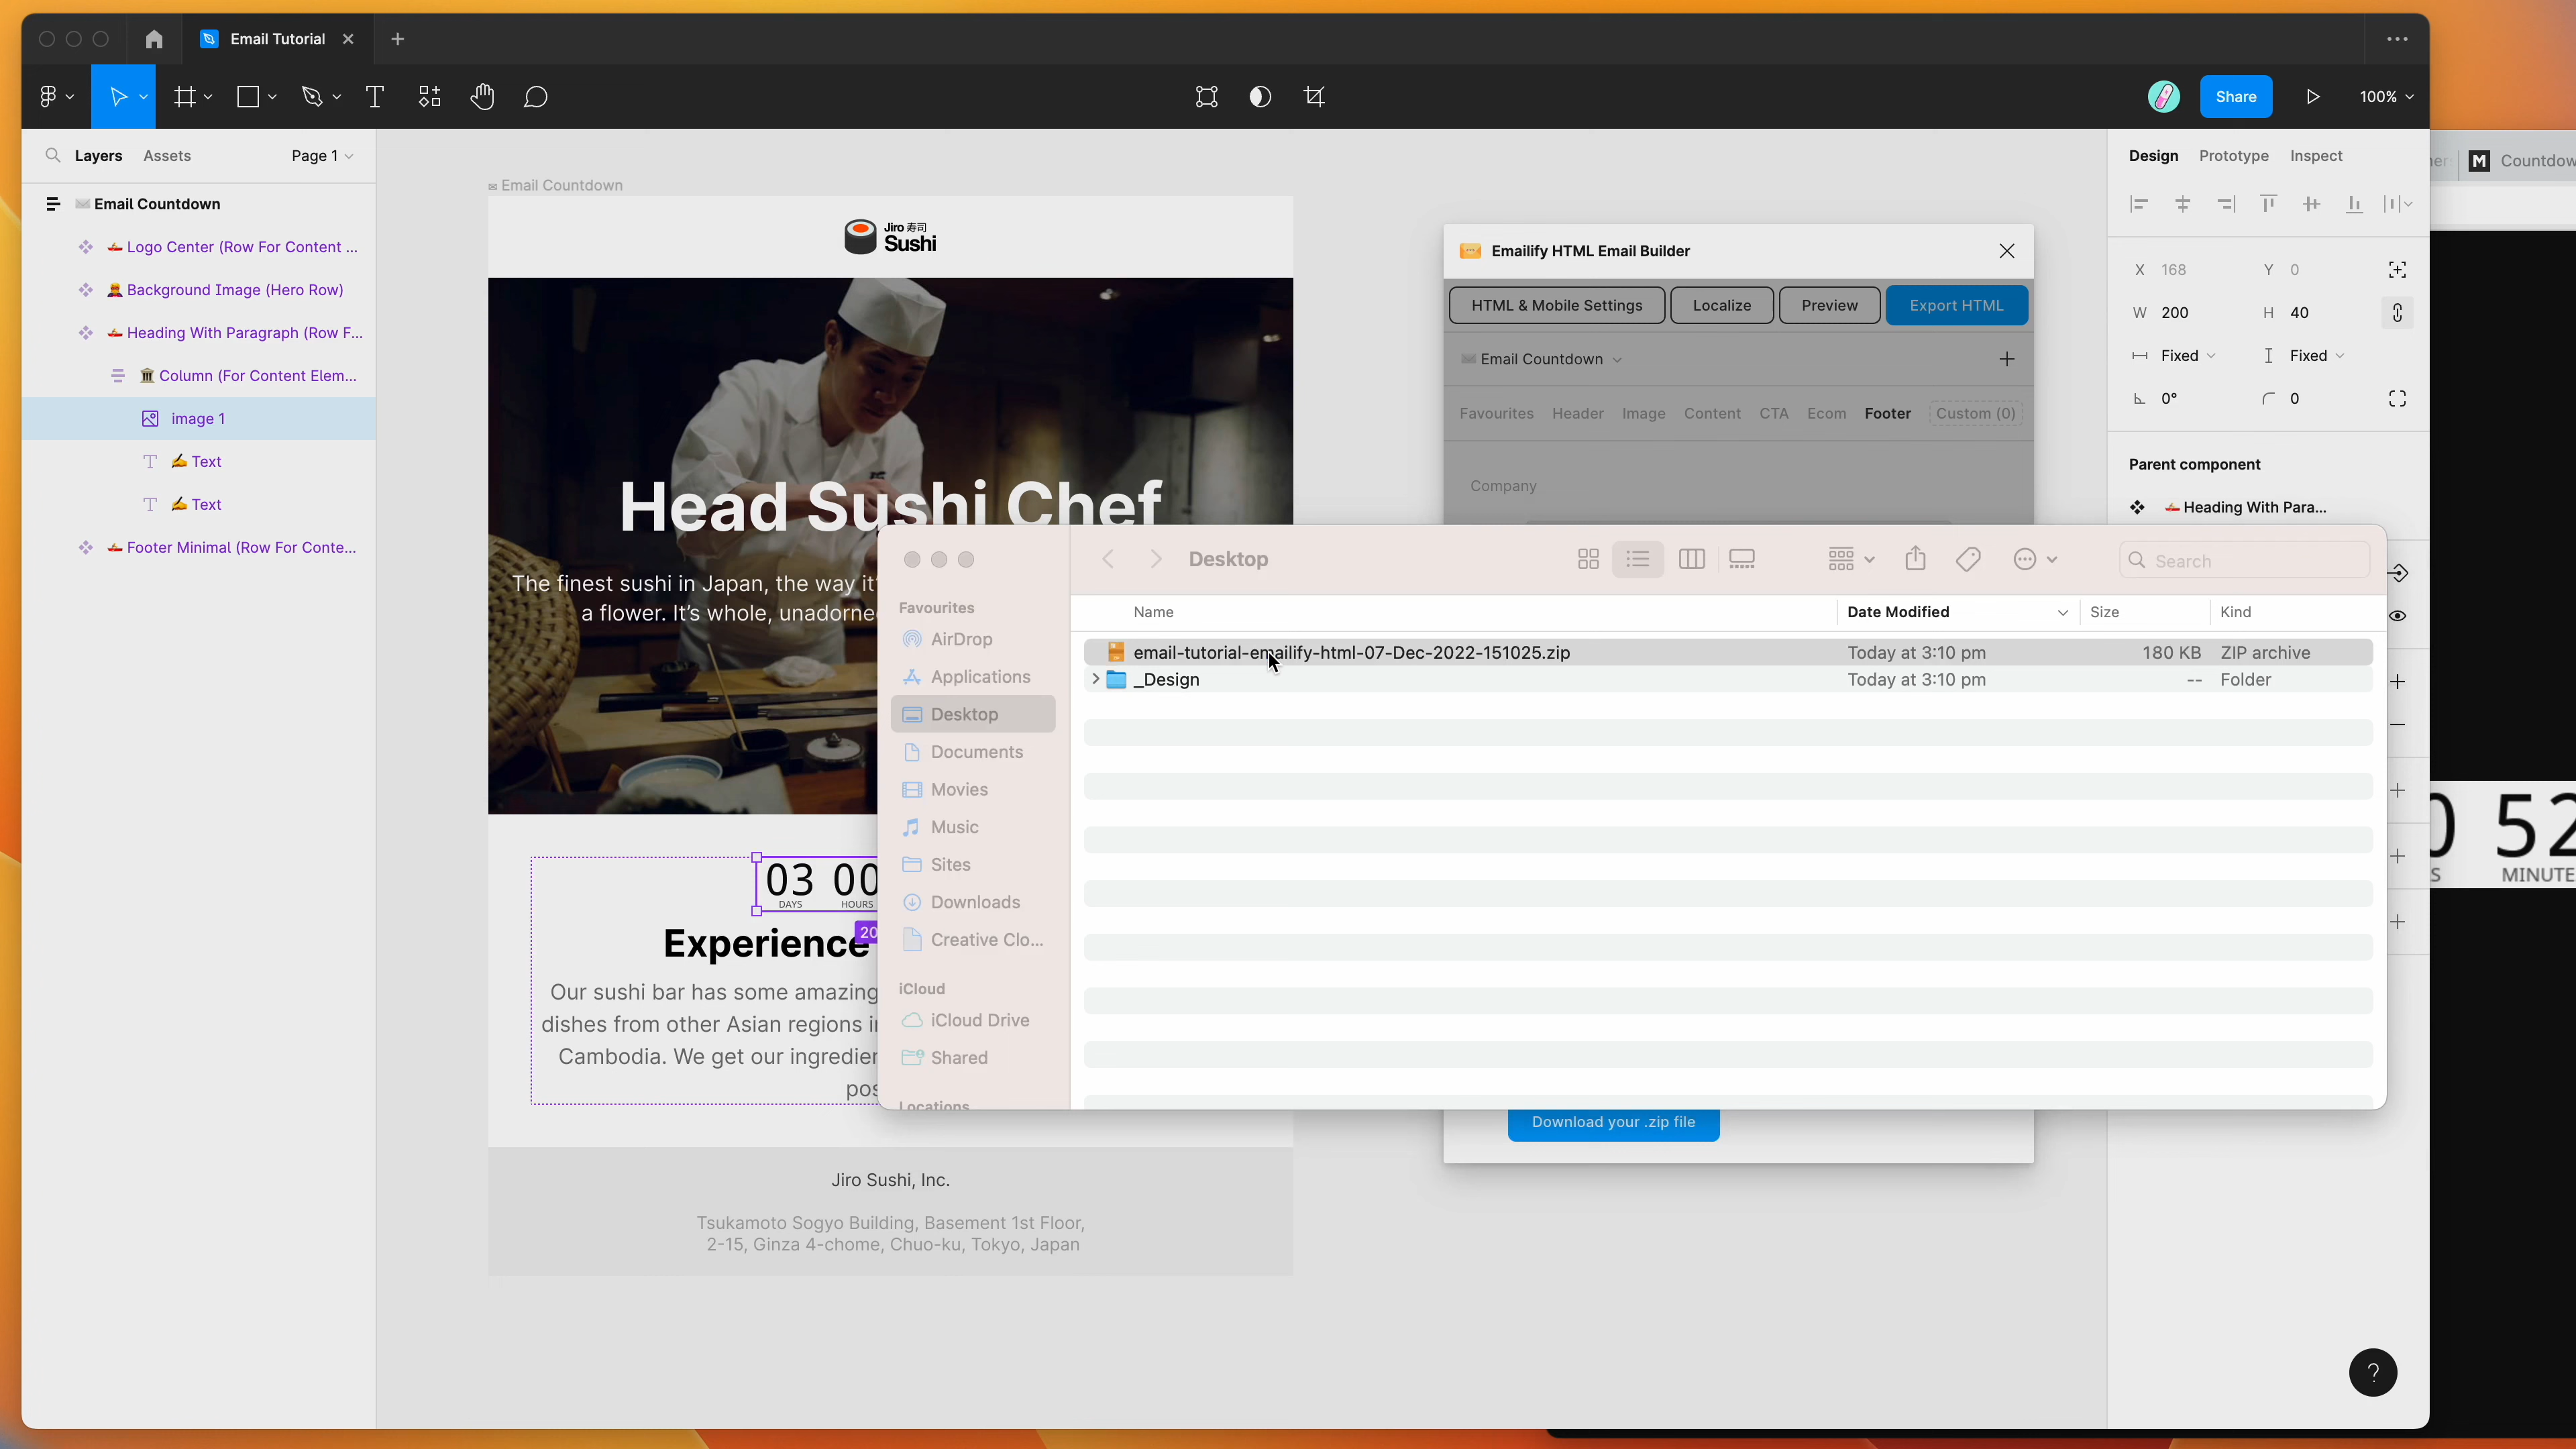 Email Tutorial
Share
100%
Layers
Assets
Page 1
Email Countdown
Logo Center (Row For Content ...
Background Image (Hero Row)
Heading With Paragraph (Row F...
Column (For Content Elem...
image 1
Text
Text
Footer Minimal (Row For Conte...
Email Countdown
Jiro 寿司
Sushi
Head Sushi Chef
The finest sushi in Japan, the way it'
a flower. It's whole, unadorne
03 00
DAYS HOURS
20
Experience
Our sushi bar has some amazing
dishes from other Asian regions i
Cambodia. We get our ingredie
pos
Jiro Sushi, Inc.
Tsukamoto Sogyo Building, Basement 1st Floor,
2-15, Ginza 4-chome, Chuo-ku, Tokyo, Japan
Emailify HTML Email Builder
HTML & Mobile Settings
Localize
Preview
Export HTML
Email Countdown
Favourites Header Image Content CTA Ecom Footer Custom (0)
Company
Download your .zip file
Desktop
Search
Favourites
AirDrop
Applications
Desktop
Documents
Movies
Music
Sites
Downloads
Creative Clo...
iCloud
iCloud Drive
Shared
Locations
Name Date Modified Size Kind
email-tutorial-emailify-html-07-Dec-2022-151025.zip Today at 3:10 pm 180 KB ZIP archive
_Design Today at 3:10 pm -- Folder
Design Prototype Inspect
X 168 Y 0
W 200 H 40
Fixed Fixed
0° 0
Parent component
Heading With Para...
?
M Countdow
0 52
S MINUTE